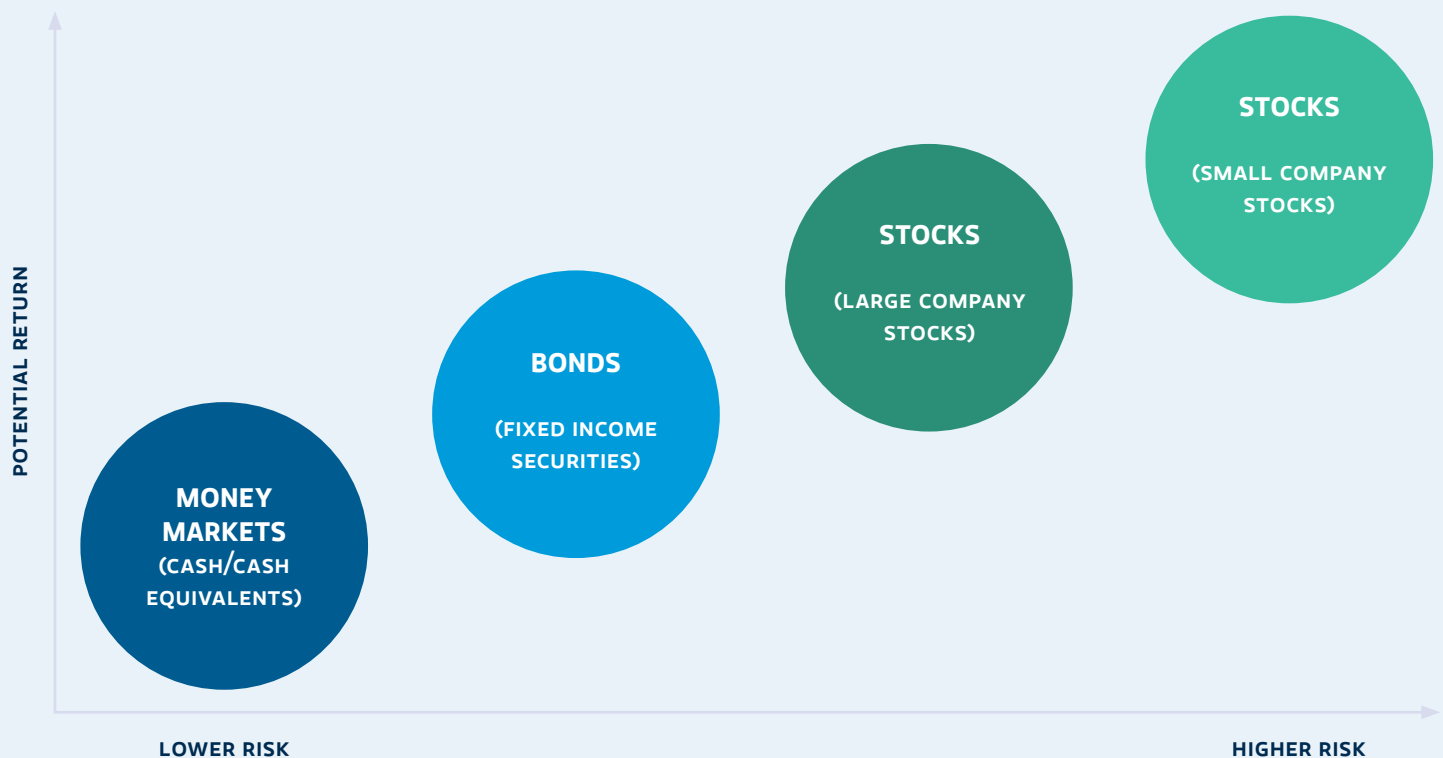 POTENTIAL RETURN
MONEY
MARKETS
(CASH/CASH
EQUIVALENTS)
BONDS
(FIXED INCOME
SECURITIES)
STOCKS
(LARGE COMPANY
STOCKS)
STOCKS
(SMALL COMPANY
STOCKS)
LOWER RISK
HIGHER RISK